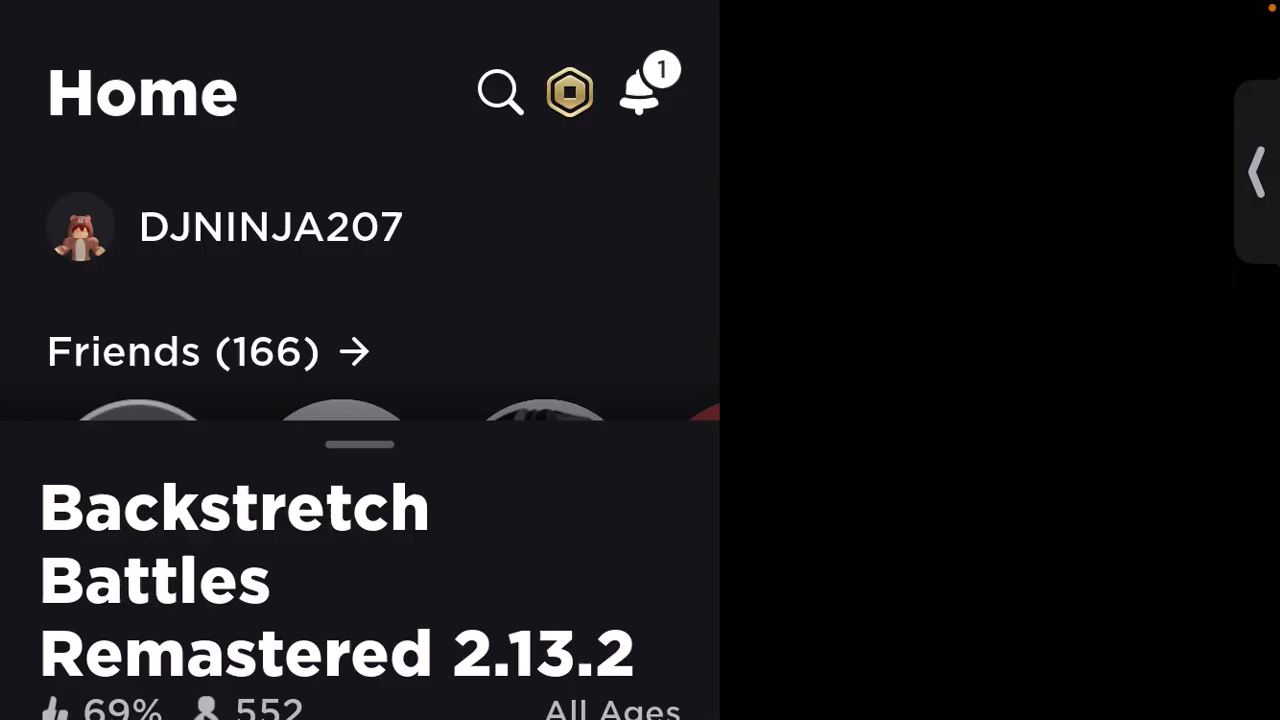 Home
1
DJNINJA207
Friends (166) →
Backstretch
Battles
Remastered 2.13.2
69% 552 All Ages